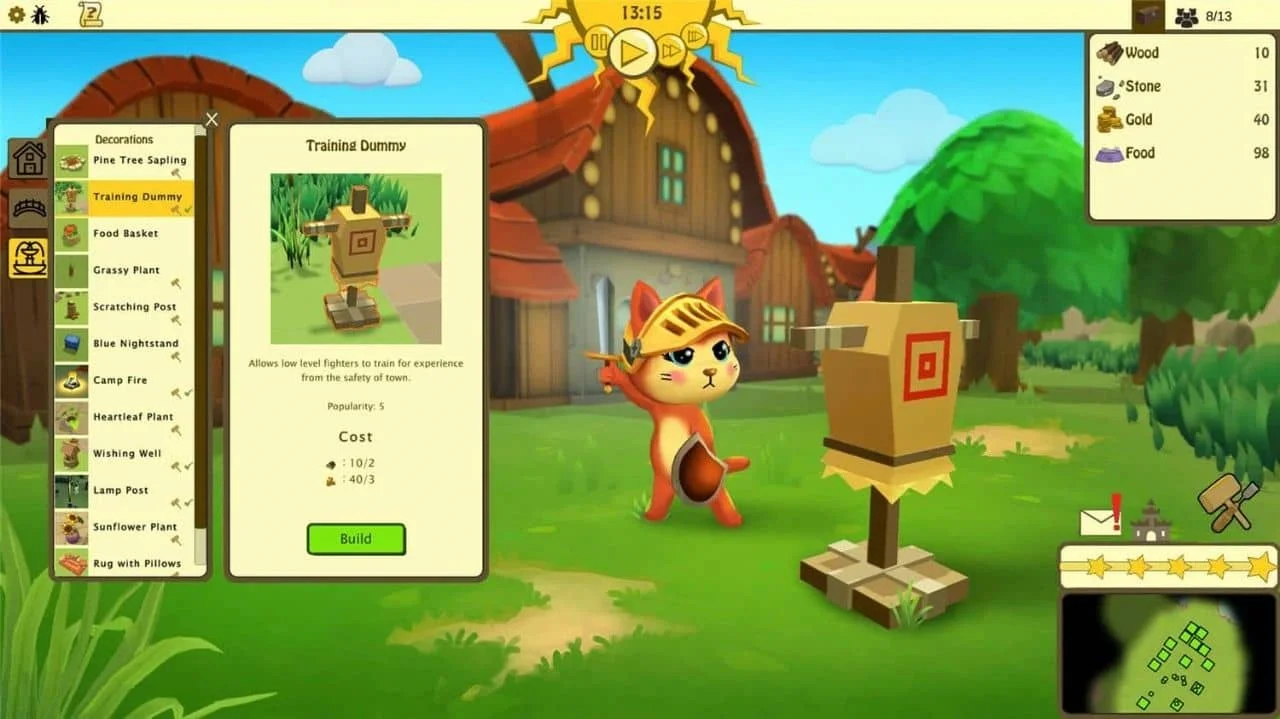 13:15
8/13
Wood 10
Stone 31
Gold 40
Food 98
Decorations
Pine Tree Sapling
Training Dummy
Food Basket
Grassy Plant
Scratching Post
Blue Nightstand
Camp Fire
Heartleaf Plant
Wishing Well
Lamp Post
Sunflower Plant
Rug with Pillows
X
Training Dummy
Allows low level fighters to train for experience
from the safety of town.
Popularity: 5
Cost
: 10/2
: 40/3
Build